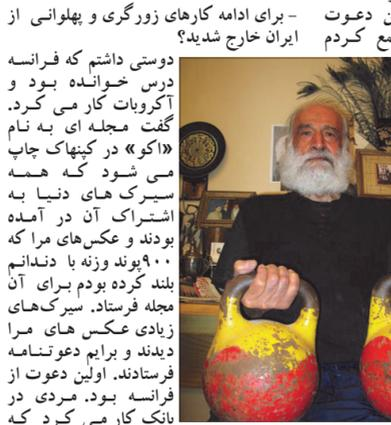 ن دعوت
مع کردم
- برای ادامه کارهای زورگری و پهلوانی از
ایران خارج شدید؟
دوستی داشتم که فرانسه
درس خوانده بود و
آکروبات کار می کرد.
گفت مجله ای به نام
«اکو» در کپنهاک چاپ
می شود که همه
سیرک های دنیا به
اشتراک آن در آمده
بودند و عکس‌های مرا که
۹۰۰پوند وزنه با دندانم
بلند کرده بودم برای آن
مجله فرستاد. سیرک‌های
زیادی عکس های مرا
دیدند و برایم دعوتنامه
فرستادند. اولین دعوت از
فرانسه بود. مردی در
بانک کار می کرد که